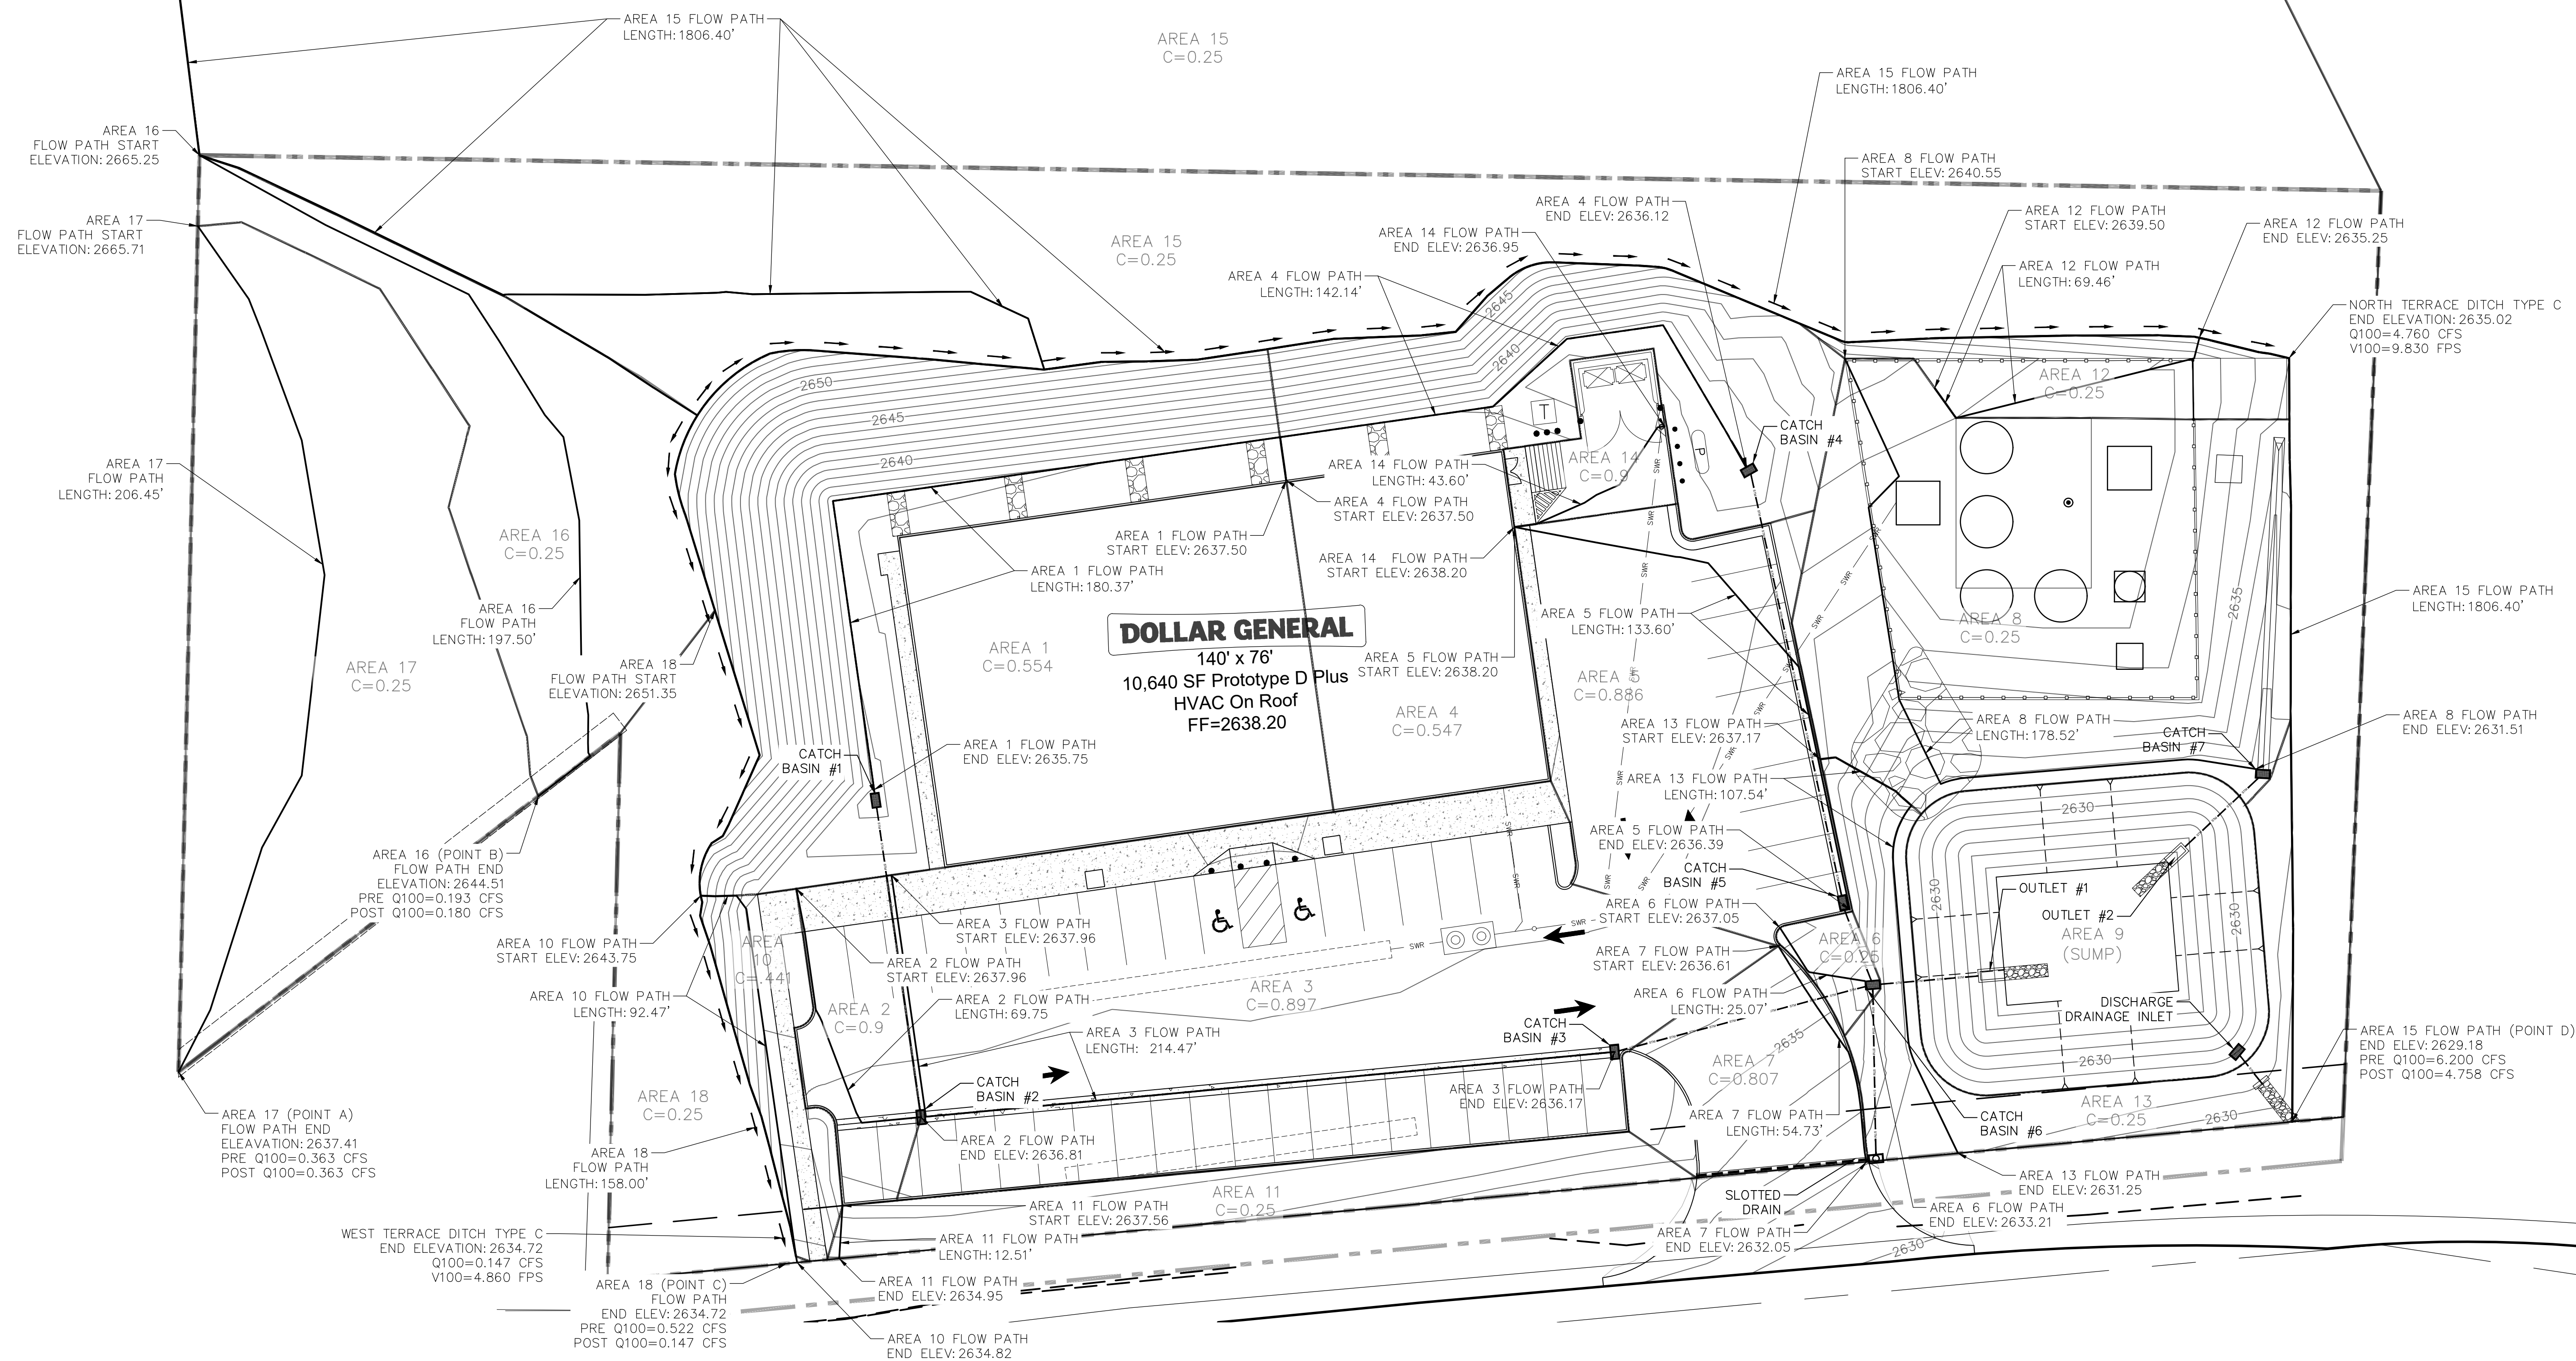 AREA 15 FLOW PATH
LENGTH:1806.40'
AREA 15
C=0.25
AREA 15 FLOW PATH
LENGTH:1806.40'
AREA 16
FLOW PATH START
ELEVATION:2665.25
AREA 8 FLOW PATH
START ELEV:2640.55
AREA 4 FLOW PATH
END ELEV:2636.12
AREA 12 FLOW PATH
START ELEV:2639.50
AREA 12 FLOW PATH
END ELEV:2635.25
AREA 17
FLOW PATH START
ELEVATION:2665.71
AREA 14 FLOW PATH
END ELEV:2636.95
AREA 15
C=0.25
AREA 4 FLOW PATH
LENGTH:142.14'
AREA 12 FLOW PATH
LENGTH:69.46'
NORTH TERRACE DITCH TYPE C
END ELEVATION:2635.02
Q100=4.760 CFS
V100=9.830 FPS
2645
2640
2650
2645
2640
AREA 12
C=0.25
T
P
CATCH
BASIN #4
AREA 14
C=0.9
AREA 14 FLOW PATH
LENGTH:43.60'
SWR
AREA 17
FLOW PATH
LENGTH:206.45'
AREA 4 FLOW PATH
START ELEV:2637.50
AREA 1 FLOW PATH
START ELEV:2637.50
AREA 16
C=0.25
SWR
SWR
AREA 14  FLOW PATH
START ELEV:2638.20
AREA 1 FLOW PATH
LENGTH:180.37'
SWR
SWR
2635
AREA 15 FLOW PATH
LENGTH:1806.40'
AREA 16
FLOW PATH
LENGTH:197.50'
AREA 5 FLOW PATH
LENGTH:133.60'
SWR
AREA 8
C=0.25
DOLLAR GENERAL
140' x 76'
10,640 SF Prototype D Plus
HVAC On Roof
FF=2638.20
AREA 1
C=0.554
AREA 5 FLOW PATH
START ELEV:2638.20
AREA 5
C=0.886
AREA 17
C=0.25
AREA 18
FLOW PATH START
ELEVATION:2651.35
AREA 4
C=0.547
SWR
AREA 13 FLOW PATH
START ELEV:2637.17
AREA 8 FLOW PATH
LENGTH:178.52'
AREA 8 FLOW PATH
END ELEV:2631.51
CATCH
BASIN #7
CATCH
BASIN #1
AREA 1 FLOW PATH
END ELEV:2635.75
SWR
SWR
AREA 13 FLOW PATH
LENGTH:107.54'
2630
AREA 5 FLOW PATH
END ELEV:2636.39
SWR
AREA 16 (POINT B)
FLOW PATH END
ELEVATION:2644.51
PRE Q100=0.193 CFS
POST Q100=0.180 CFS
CATCH
BASIN #5
SWR
SWR
SWR
OUTLET #1
OUTLET #2
2630
2630
AREA 9
(SUMP)
AREA 6 FLOW PATH
START ELEV:2637.05
AREA 3 FLOW PATH
START ELEV:2637.96
SWR
SWR
AREA 10 FLOW PATH
START ELEV:2643.75
AREA
10
C=.441
AREA 2 FLOW PATH
START ELEV:2637.96
AREA 7 FLOW PATH
START ELEV:2636.61
AREA 6
C=0.25
AREA 3
C=0.897
AREA 10 FLOW PATH
LENGTH:92.47'
AREA 2 FLOW PATH
LENGTH:69.75
AREA 6 FLOW PATH
LENGTH:25.07'
DISCHARGE
DRAINAGE INLET
AREA 2
C=0.9
CATCH
BASIN #3
AREA 3 FLOW PATH
LENGTH: 214.47'
2635
AREA 15 FLOW PATH (POINT D)
END ELEV:2629.18
PRE Q100=6.200 CFS
POST Q100=4.758 CFS
2630
AREA 7
C=0.807
CATCH
BASIN #2
AREA 3 FLOW PATH
END ELEV:2636.17
AREA 18
C=0.25
AREA 13
C=0.25
2630
AREA 7 FLOW PATH
LENGTH:54.73'
CATCH
BASIN #6
AREA 17 (POINT A)
FLOW PATH END
ELEAVATION:2637.41
PRE Q100=0.363 CFS
POST Q100=0.363 CFS
AREA 2 FLOW PATH
END ELEV:2636.81
AREA 18
FLOW PATH
LENGTH:158.00'
AREA 13 FLOW PATH
END ELEV:2631.25
SLOTTED
DRAIN
AREA 11
C=0.25
AREA 11 FLOW PATH
START ELEV:2637.56
AREA 6 FLOW PATH
END ELEV:2633.21
WEST TERRACE DITCH TYPE C
END ELEVATION:2634.72
Q100=0.147 CFS
V100=4.860 FPS
AREA 11 FLOW PATH
LENGTH:12.51'
AREA 7 FLOW PATH
END ELEV:2632.05
2630
AREA 18 (POINT C)
FLOW PATH
END ELEV:2634.72
PRE Q100=0.522 CFS
POST Q100=0.147 CFS
AREA 11 FLOW PATH
END ELEV:2634.95
AREA 10 FLOW PATH
END ELEV:2634.82